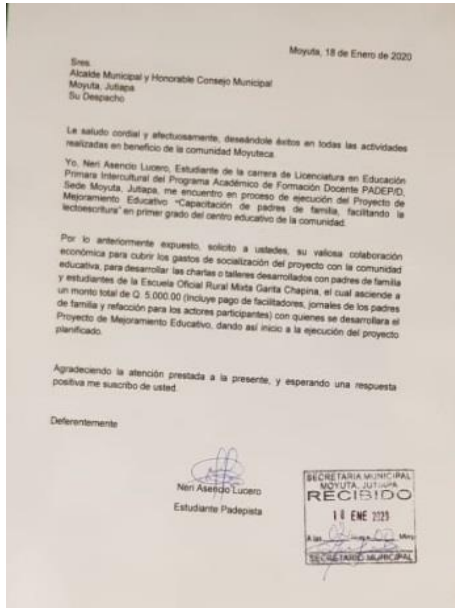 Moyuta, 18 de Enero de 2020
Sres.
Alcalde Municipal y Honorable Consejo Municipal
Moyuta, Jutiapa
Su Despacho
Le saludo cordial y afectuosamente, deseándole éxitos en todas las actividades
realizadas en beneficio de la comunidad Moyuteca.
Yo, Neri Asencio Lucero, Estudiante de la carrera de Licenciatura en Educación
Primaria Intercultural del Programa Académico de Formación Docente PADEP/D,
Sede Moyuta, Jutiapa, me encuentro en proceso de ejecución del Proyecto de
Mejoramiento Educativo "Capacitación de padres de familia, facilitando la
lectoescritura" en primer grado del centro educativo de la comunidad.
Por lo anteriormente expuesto, solicito a ustedes, su valiosa colaboración
económica para cubrir los gastos de socialización del proyecto con la comunidad
educativa, para desarrollar las charlas o talleres desarrollados con padres de familia
y estudiantes de la Escuela Oficial Rural Mixta Garita Chapina, el cual asciende a
un monto total de Q. 5,000.00 (Incluye pago de facilitadores, jornales de los padres
de familia y refacción para los actores participantes) con quienes se desarrollara el
Proyecto de Mejoramiento Educativo, dando así inicio a la ejecución del proyecto
planificado.
Agradeciendo la atención prestada a la presente, y esperando una respuesta
positiva me suscribo de usted.
Deferentemente
Neri Asencio Lucero
Estudiante Padepista
SECRETARIA MUNICIPAL
MOYUTA, JUTIAPA
RECIBIDO
18 ENE
A las
SECRETARIO MUNICIPAL